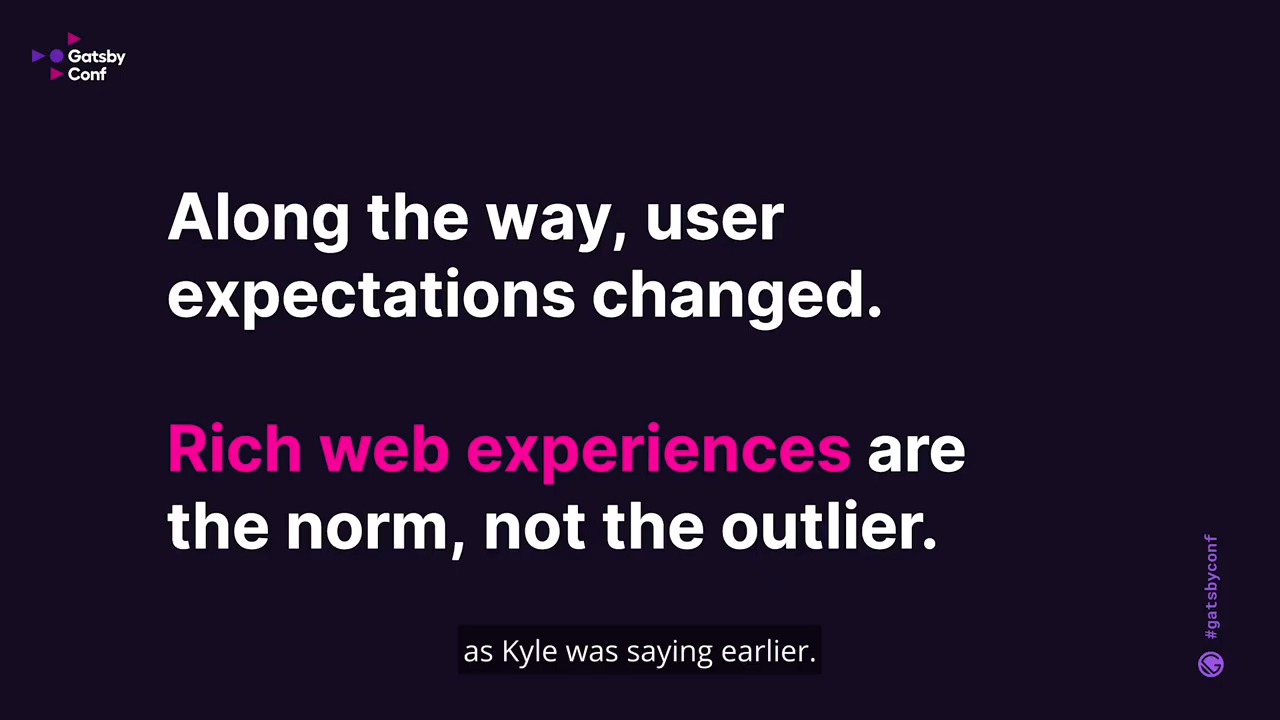 Gatsby
Conf
Along the way, user
expectations changed.
Rich web experiences are
the norm, not the outlier.
#gatsbyconf
as Kyle was saying earlier.